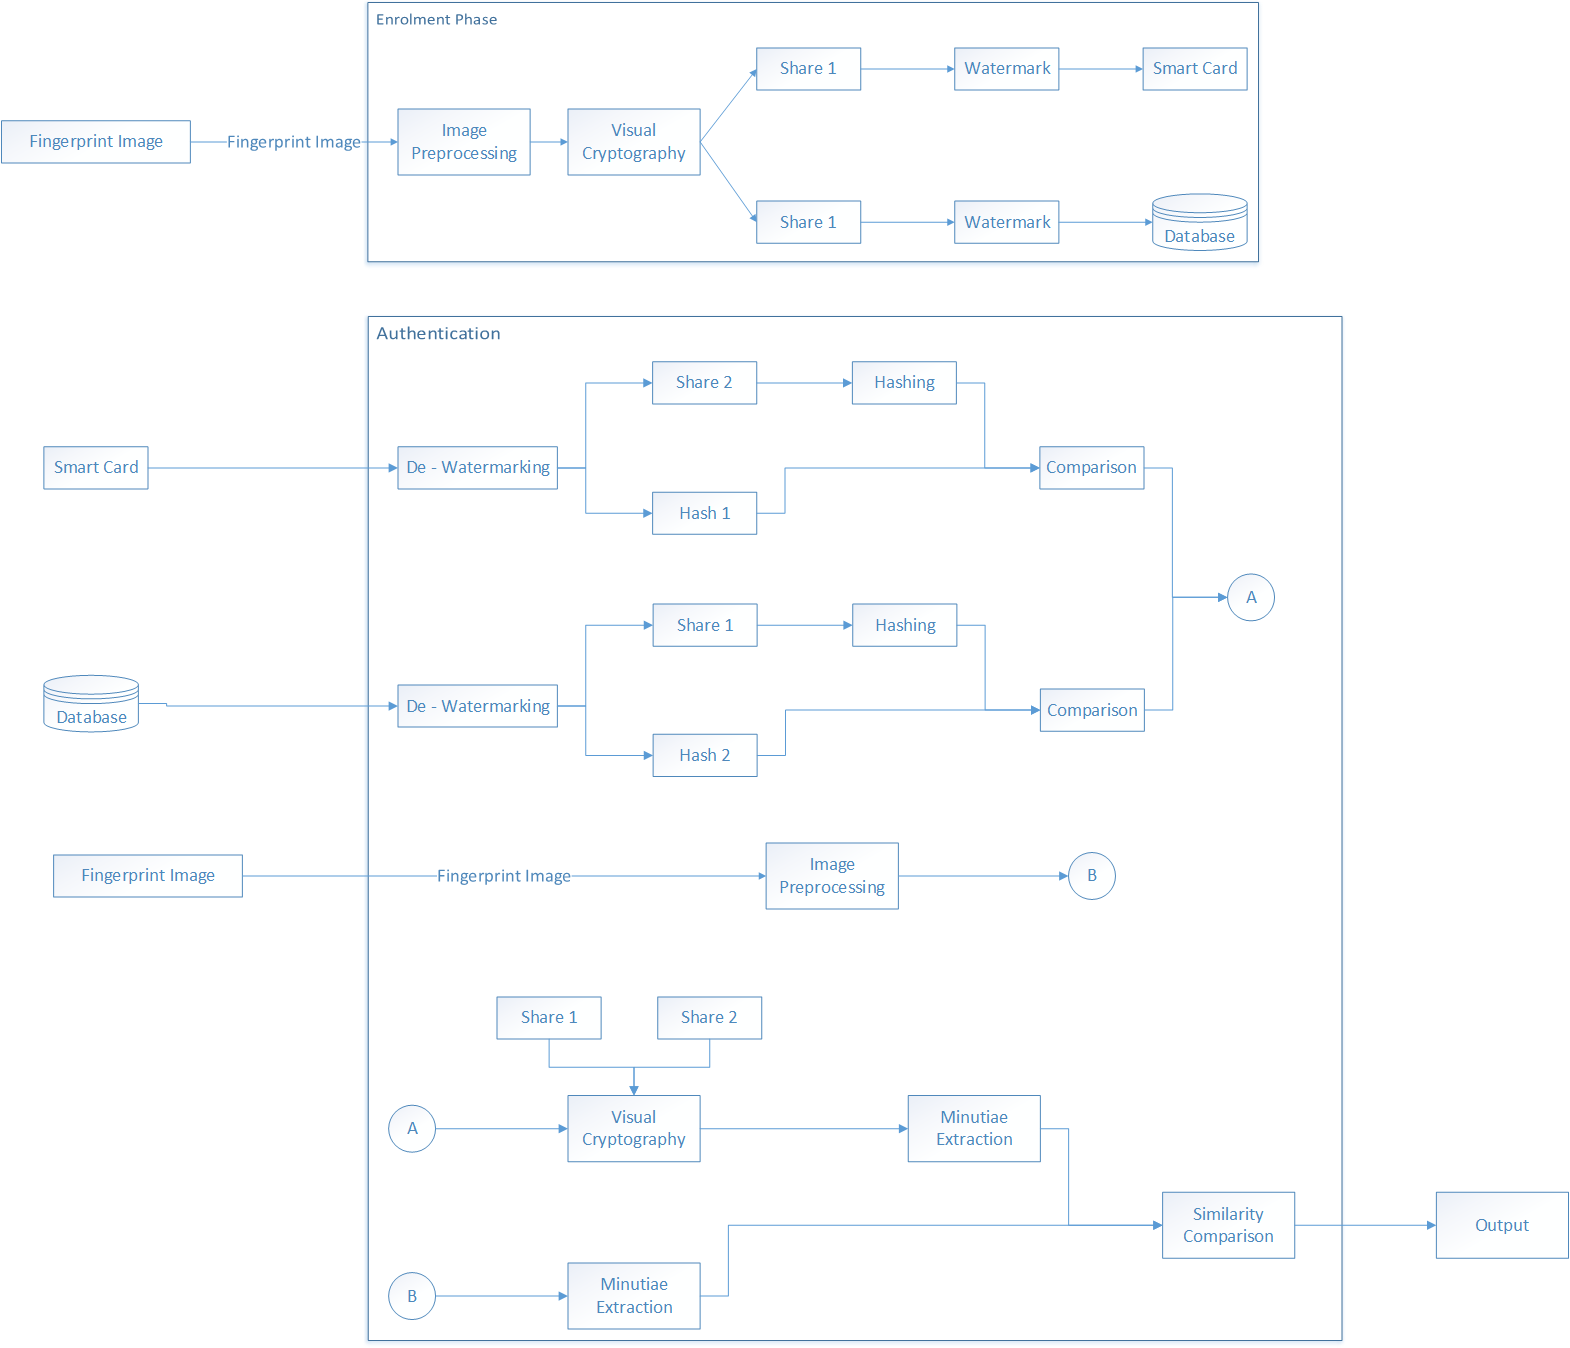 Enrolment Phase
Share 1
Watermark
Smart Card
Fingerprint Image
Fingerprint Image
Image
Preprocessing
Visual
Cryptography
Share 1
Watermark
Database
Authentication
Share 2
Hashing
Smart Card
De - Watermarking
Comparison
Hash 1
A
Share 1
Hashing
Database
De - Watermarking
Comparison
Hash 2
Fingerprint Image
Fingerprint Image
Image
Preprocessing
B
Share 1
Share 2
A
Visual
Cryptography
Minutiae
Extraction
Similarity
Comparison
Output
B
Minutiae
Extraction